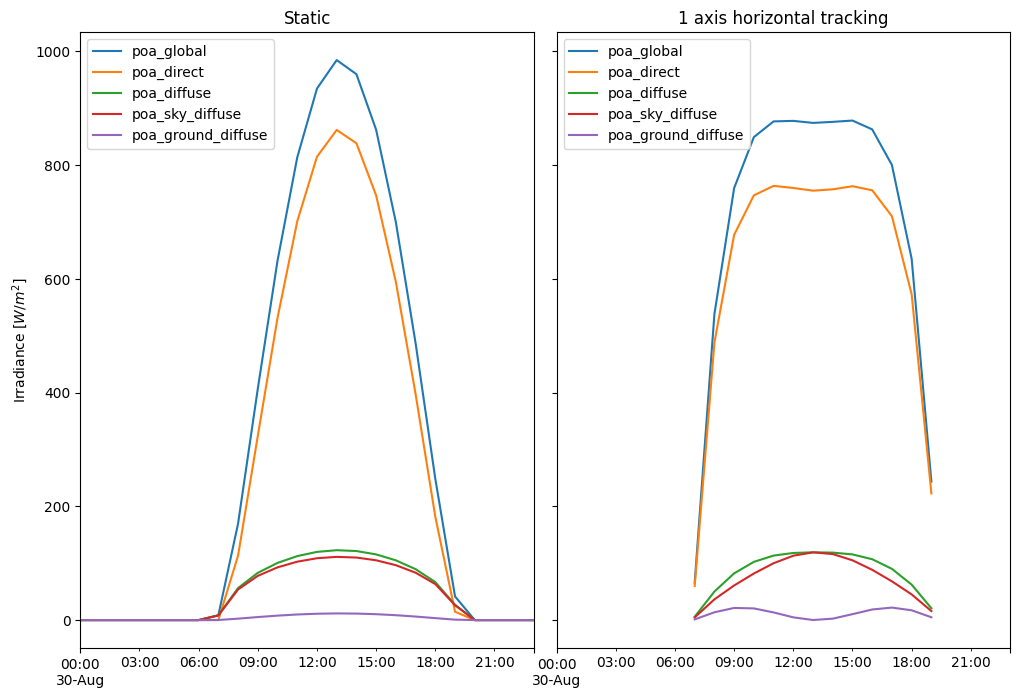 Static
1 axis horizontal tracking
poa_global
poa_direct
poa_diffuse
poa_sky_diffuse
poa_ground_diffuse
poa_global
poa_direct
poa_diffuse
poa_sky_diffuse
poa_ground_diffuse
Irradiance [W/m²]
1000
800
600
400
200
0
00:00 03:00 06:00 09:00 12:00 15:00 18:00 21:00
30-Aug
00:00 03:00 06:00 09:00 12:00 15:00 18:00 21:00
30-Aug